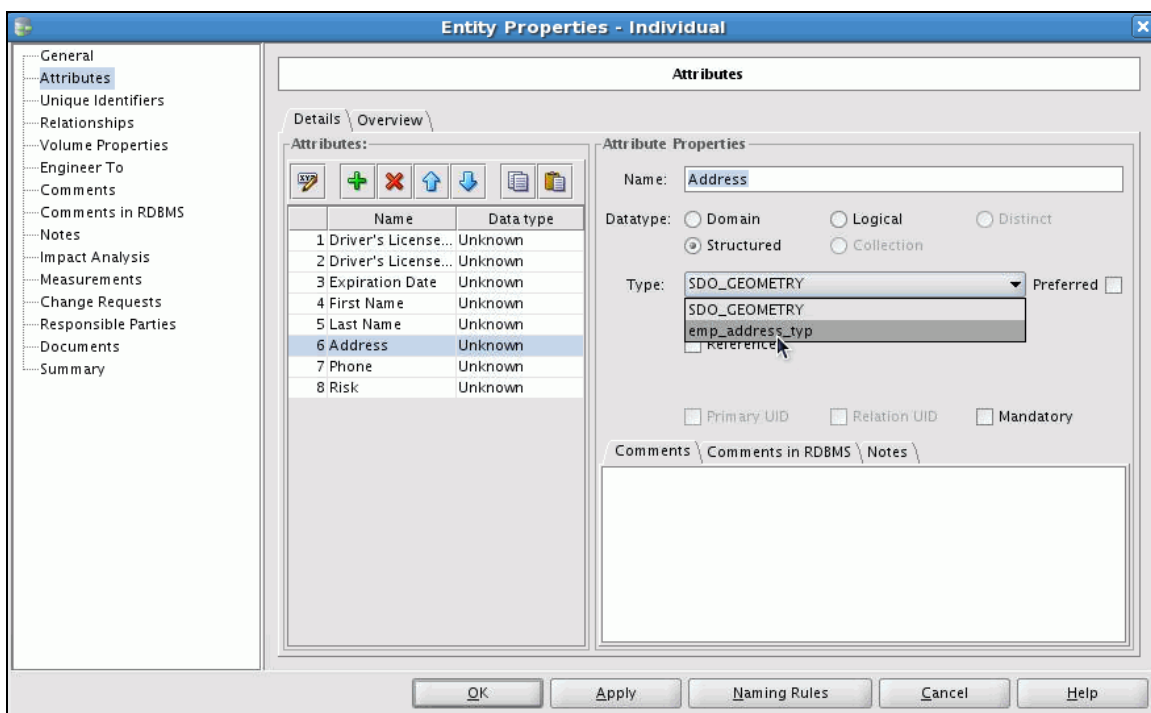 Entity Properties - Individual
General
Attributes
Unique Identifiers
Relationships
Volume Properties
Engineer To
Comments
Comments in RDBMS
Notes
Impact Analysis
Measurements
Change Requests
Responsible Parties
Documents
Summary
Attributes
Details Overview
Attributes:
Name Data type
1 Driver's License... Unknown
2 Driver's License... Unknown
3 Expiration Date Unknown
4 First Name Unknown
5 Last Name Unknown
6 Address Unknown
7 Phone Unknown
8 Risk Unknown
Attribute Properties
Name: Address
Datatype: Domain Logical Distinct
Structured Collection
Type: SDO_GEOMETRY Preferred
SDO_GEOMETRY
emp_address_typ
Reference
Primary UID Relation UID Mandatory
Comments Comments in RDBMS Notes
OK Apply Naming Rules Cancel Help